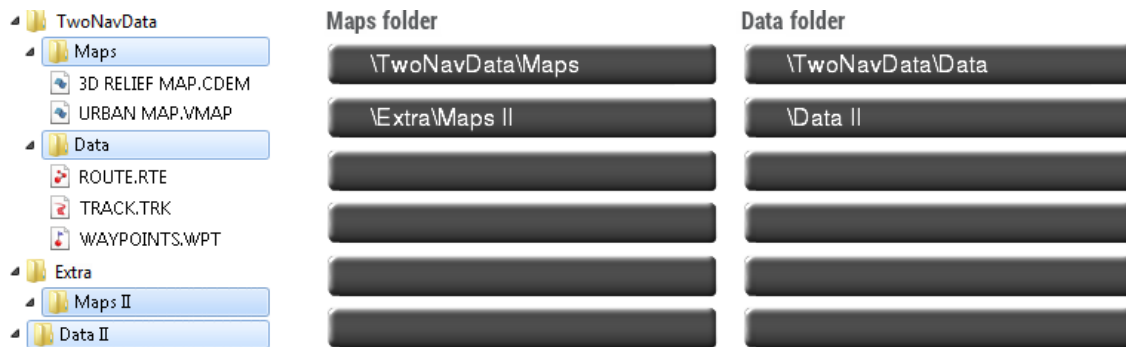 TwoNavData
Maps
3D RELIEF MAP.CDEM
URBAN MAP.VMAP
Data
ROUTE.RTE
TRACK.TRK
WAYPOINTS.WPT
Extra
Maps II
Data II
Maps folder
\TwoNavData\Maps
\Extra\Maps II
Data folder
\TwoNavData\Data
\Data II